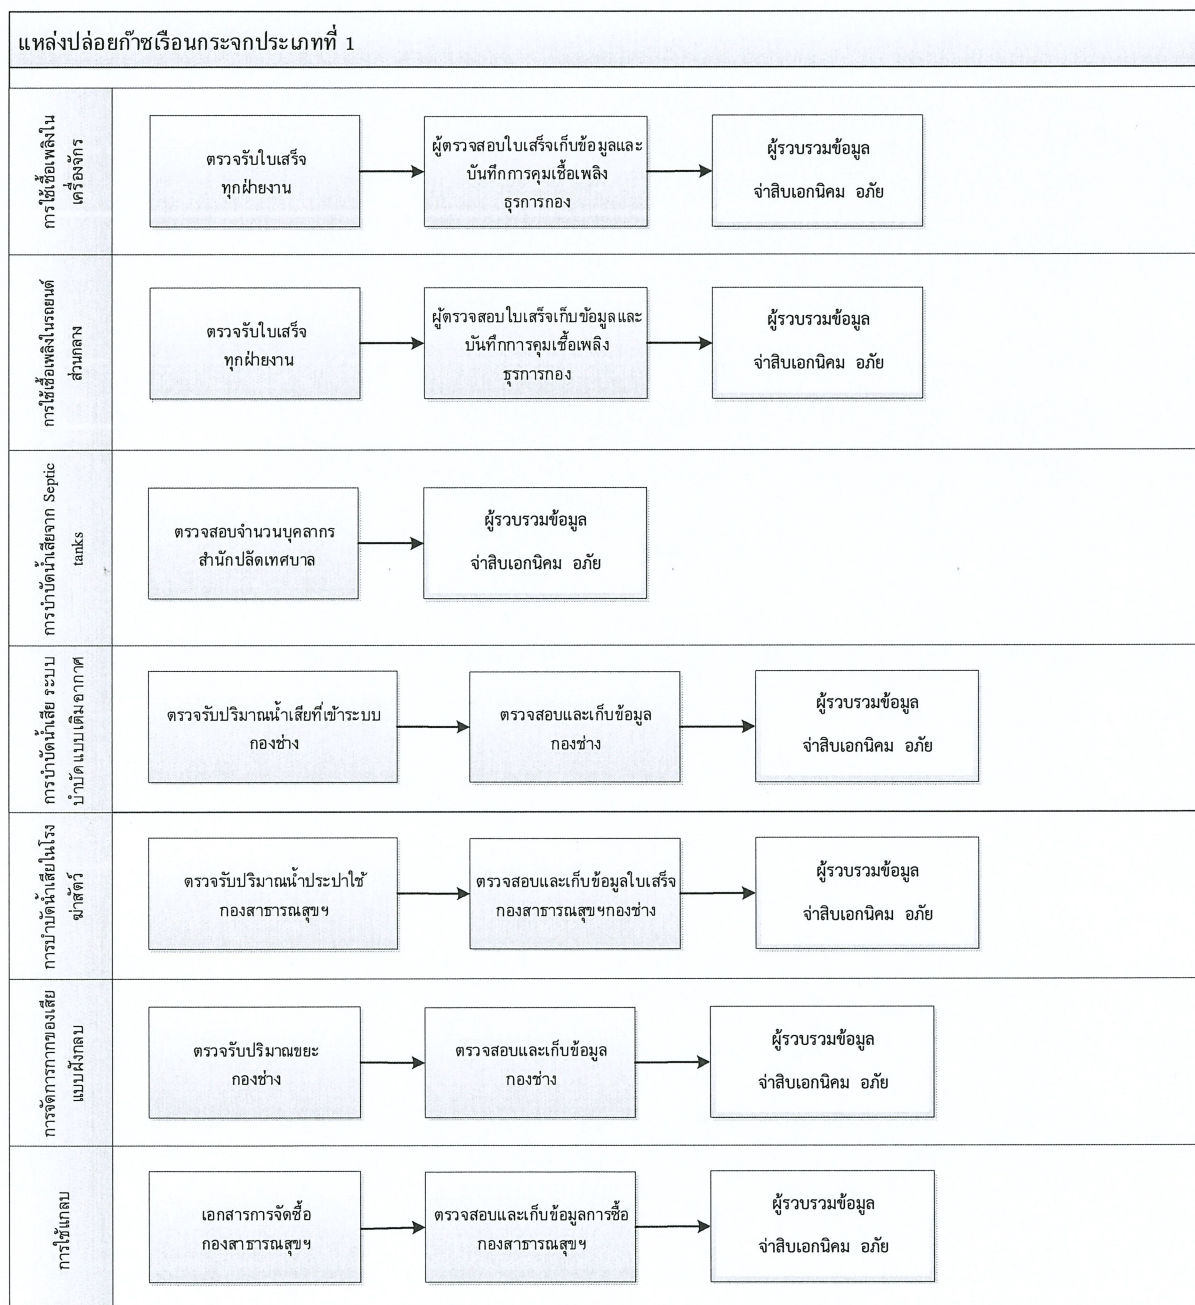 แหล่งปล่อยก๊าซเรือนกระจกประเภทที่ 1
การใช้เชื้อเพลิงใน
เครื่องจักร
ตรวจรับใบเสร็จ
ทุกฝ่ายงาน
ผู้ตรวจสอบใบเสร็จเก็บข้อมูลและ
บันทึกการคุมเชื้อเพลิง
ธุรการกอง
ผู้รวบรวมข้อมูล
จ่าสิบเอกนิคม อภัย
การใช้เชื้อเพลิงในรถยนต์
ส่วนกลาง
ตรวจรับใบเสร็จ
ทุกฝ่ายงาน
ผู้ตรวจสอบใบเสร็จเก็บข้อมูลและ
บันทึกการคุมเชื้อเพลิง
ธุรการกอง
ผู้รวบรวมข้อมูล
จ่าสิบเอกนิคม อภัย
การบำบัดน้ำเสียจาก Septic
tanks
ตรวจสอบจำนวนบุคลากร
สำนักปลัดเทศบาล
ผู้รวบรวมข้อมูล
จ่าสิบเอกนิคม อภัย
การบำบัดน้ำเสีย ระบบ
บำบัดแบบเติมอากาศ
ตรวจรับปริมาณน้ำเสียที่เข้าระบบ
กองช่าง
ตรวจสอบและเก็บข้อมูล
กองช่าง
ผู้รวบรวมข้อมูล
จ่าสิบเอกนิคม อภัย
การบำบัดน้ำเสียในโรง
ฆ่าสัตว์
ตรวจรับปริมาณน้ำประปาใช้
กองสาธารณสุขฯ
ตรวจสอบและเก็บข้อมูลใบเสร็จ
กองสาธารณสุขฯกองช่าง
ผู้รวบรวมข้อมูล
จ่าสิบเอกนิคม อภัย
การจัดการกากของเสีย
แบบฝังกลบ
ตรวจรับปริมาณขยะ
กองช่าง
ตรวจสอบและเก็บข้อมูล
กองช่าง
ผู้รวบรวมข้อมูล
จ่าสิบเอกนิคม อภัย
การใช้แกลบ
เอกสารการจัดซื้อ
กองสาธารณสุขฯ
ตรวจสอบและเก็บข้อมูลการซื้อ
กองสาธารณสุขฯ
ผู้รวบรวมข้อมูล
จ่าสิบเอกนิคม อภัย